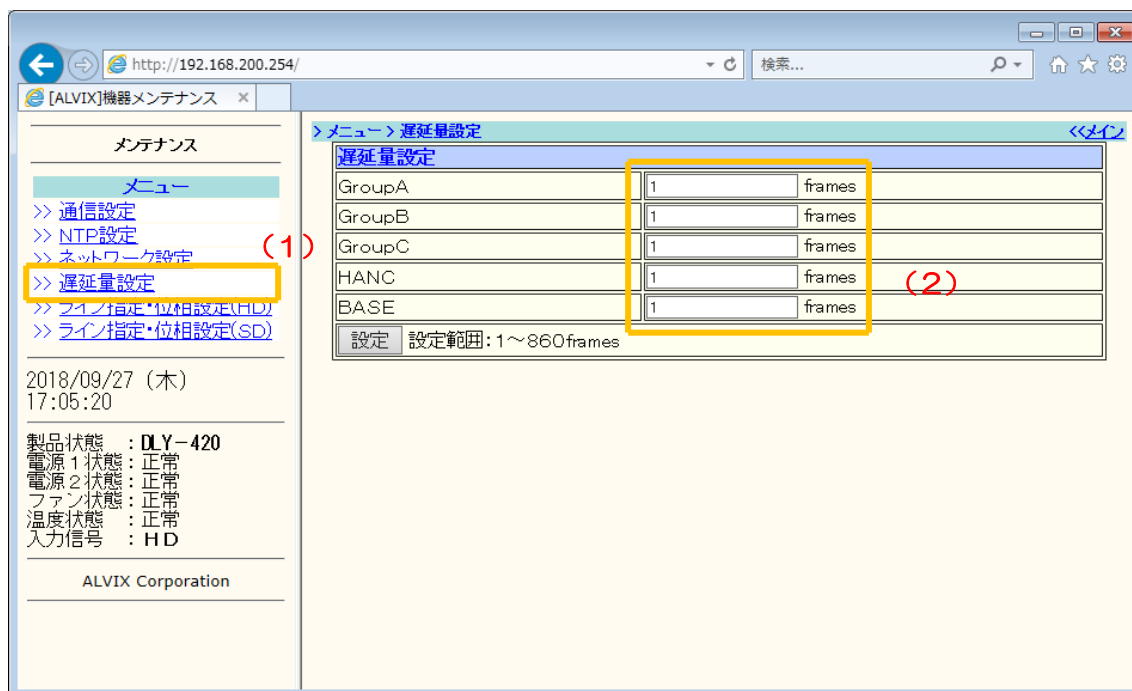 http://192.168.200.254/
検索...
[ALVIX]機器メンテナンス
メンテナンス
メニュー
>> 通信設定
>> NTP設定
>> ネットワーク設定
>> 遅延量設定
>> ライン指定・位相設定(HD)
>> ライン指定・位相設定(SD)
2018/09/27 (木)
17:05:20
製品状態 :DLY-420
電源1状態:正常
電源2状態:正常
ファン状態:正常
温度状態 :正常
入力信号 :HD
ALVIX Corporation
(1)
> メニュー > 遅延量設定 <<メイン
遅延量設定
GroupA 1 frames
GroupB 1 frames
GroupC 1 frames
HANC 1 frames
BASE 1 frames
(2)
設定 設定範囲:1~860frames